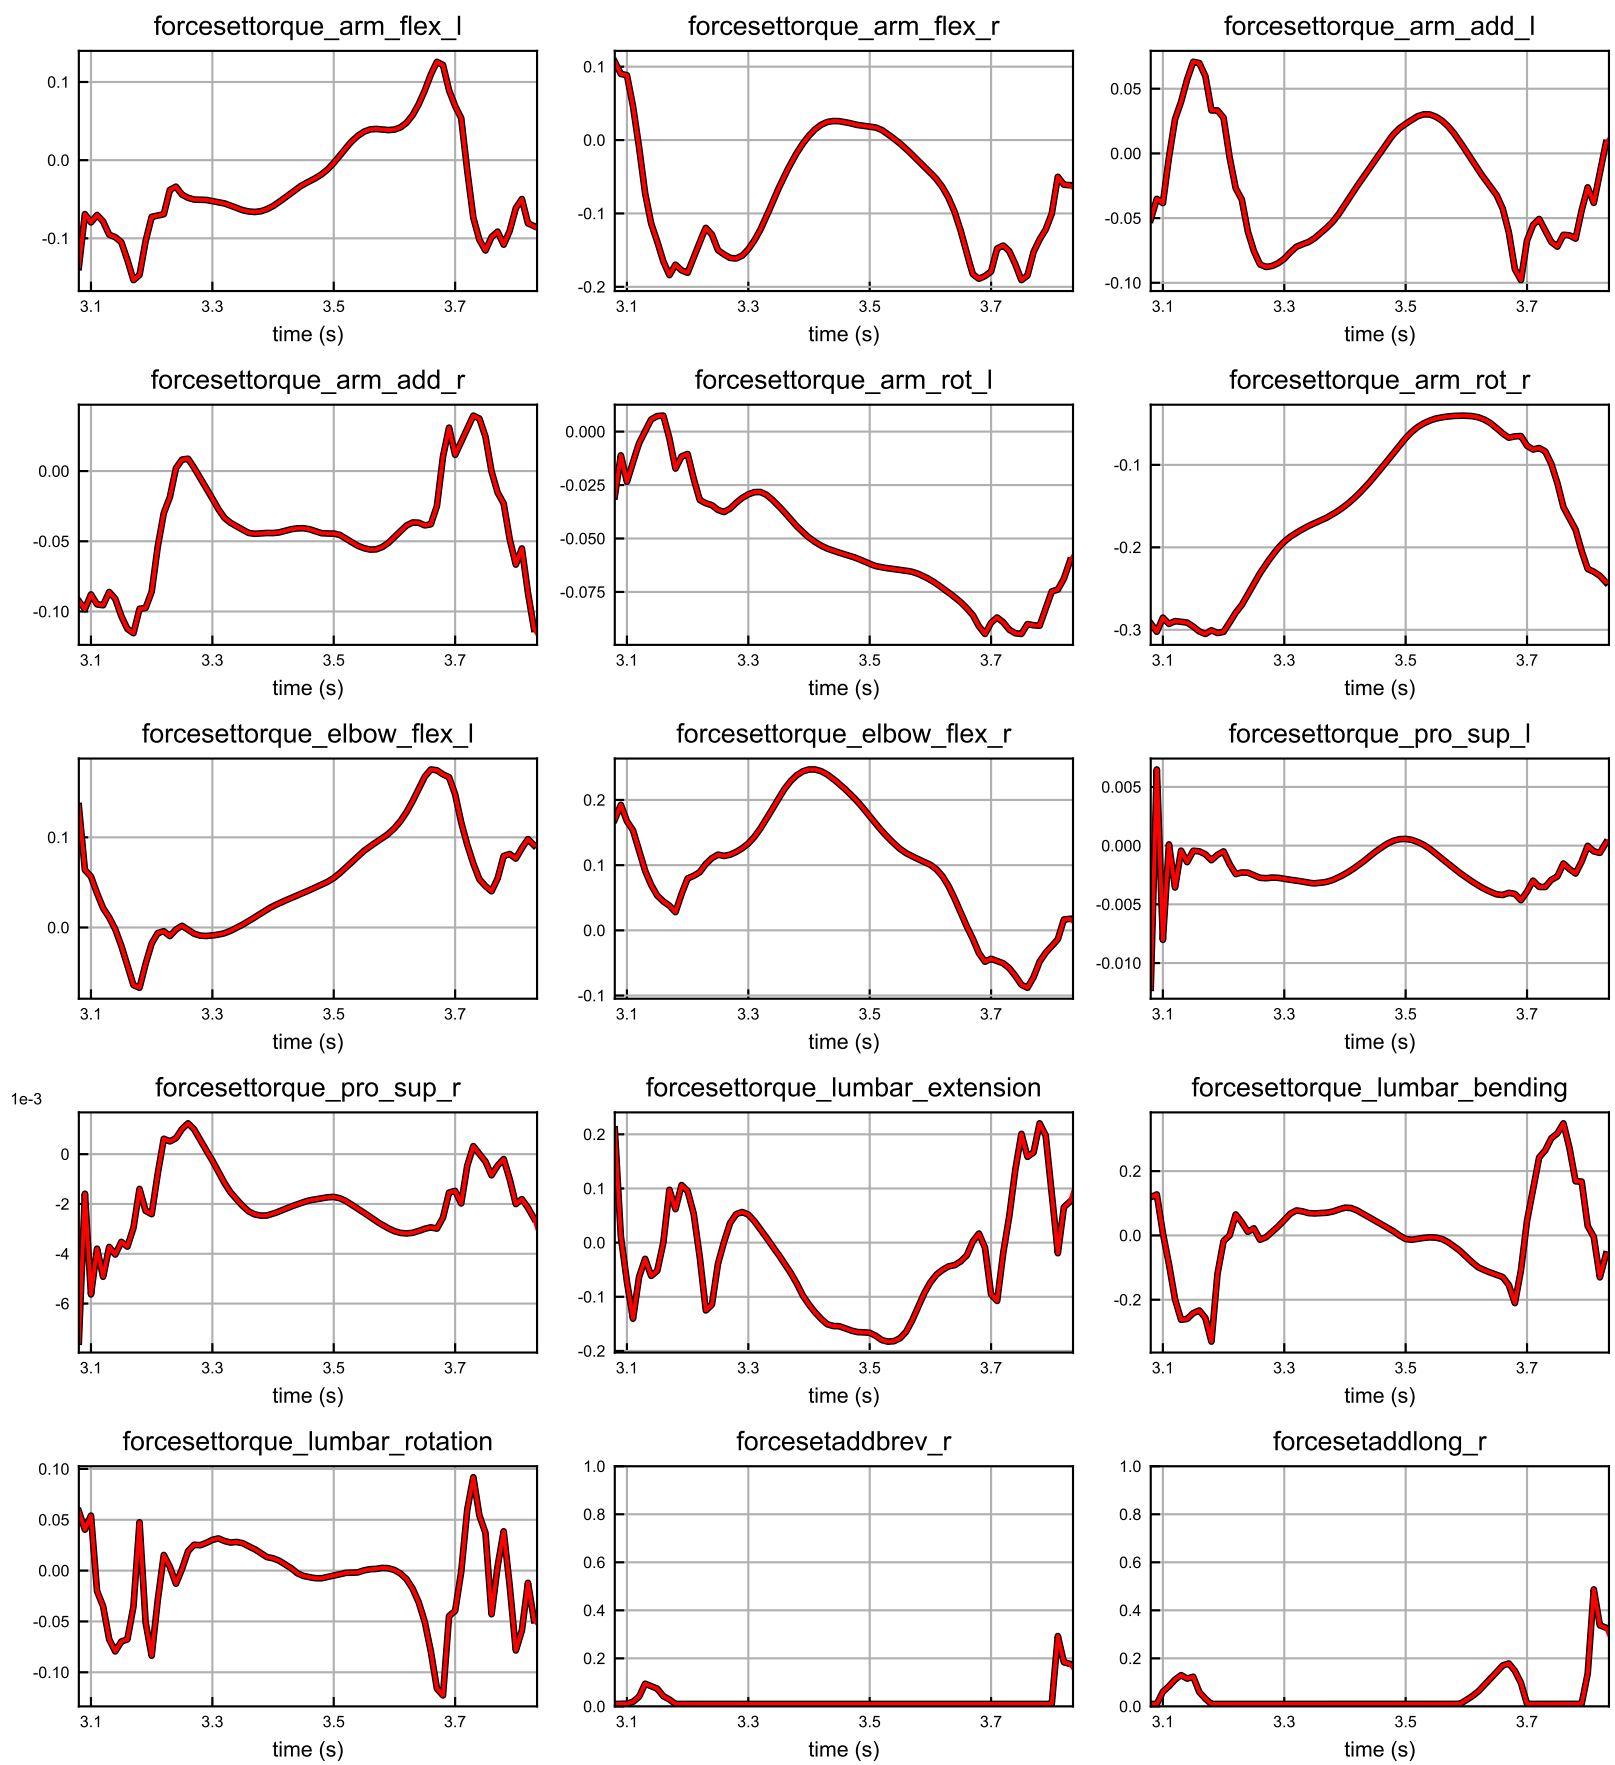 forcesettorque_arm_flex_l forcesettorque_arm_flex_r forcesettorque_arm_add_l
0.1
0.0
-0.1
3.1 3.3 3.5 3.7
time (s)
0.1
0.0
-0.1
-0.2
3.1 3.3 3.5 3.7
time (s)
0.05
0.00
-0.05
-0.10
3.1 3.3 3.5 3.7
time (s)
forcesettorque_arm_add_r forcesettorque_arm_rot_l forcesettorque_arm_rot_r
0.00
-0.05
-0.10
3.1 3.3 3.5 3.7
time (s)
0.000
-0.025
-0.050
-0.075
3.1 3.3 3.5 3.7
time (s)
-0.1
-0.2
-0.3
3.1 3.3 3.5 3.7
time (s)
forcesettorque_elbow_flex_l forcesettorque_elbow_flex_r forcesettorque_pro_sup_l
0.1
0.0
3.1 3.3 3.5 3.7
time (s)
0.2
0.1
0.0
-0.1
3.1 3.3 3.5 3.7
time (s)
0.005
0.000
-0.005
-0.010
3.1 3.3 3.5 3.7
time (s)
forcesettorque_pro_sup_r forcesettorque_lumbar_extension forcesettorque_lumbar_bending
1e-3
0
-2
-4
-6
3.1 3.3 3.5 3.7
time (s)
0.2
0.1
0.0
-0.1
-0.2
3.1 3.3 3.5 3.7
time (s)
0.2
0.0
-0.2
3.1 3.3 3.5 3.7
time (s)
forcesettorque_lumbar_rotation forcesetaddbrev_r forcesetaddlong_r
0.10
0.05
0.00
-0.05
-0.10
3.1 3.3 3.5 3.7
time (s)
1.0
0.8
0.6
0.4
0.2
0.0
3.1 3.3 3.5 3.7
time (s)
1.0
0.8
0.6
0.4
0.2
0.0
3.1 3.3 3.5 3.7
time (s)